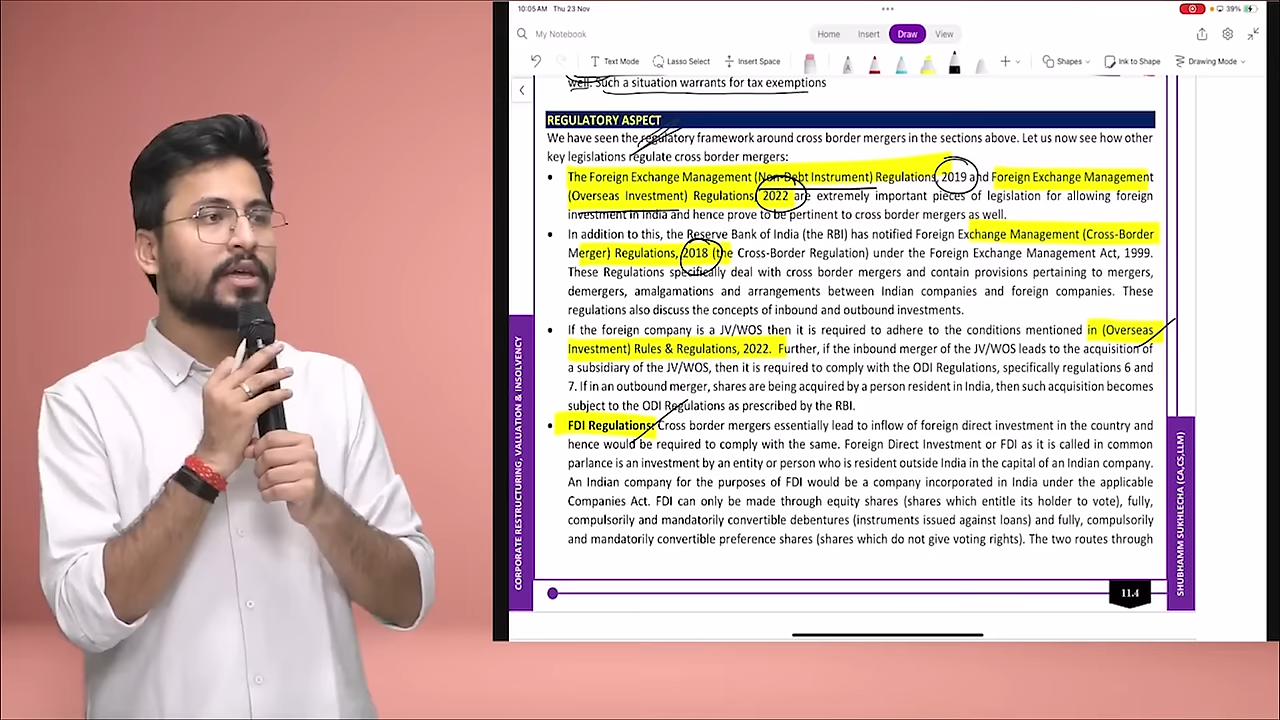 10:05 AM Thu 23 Nov
39%
My Notebook
Home Insert Draw View
Text Mode Lasso Select Insert Space Shapes Ink to Shape Drawing Mode
well. Such a situation warrants for tax exemptions
REGULATORY ASPECT
We have seen the regulatory framework around cross border mergers in the sections above. Let us now see how other
key legislations regulate cross border mergers:
• The Foreign Exchange Management (Non-Debt Instrument) Regulations, 2019 and Foreign Exchange Management
(Overseas Investment) Regulations, 2022 are extremely important pieces of legislation for allowing foreign
investment in India and hence prove to be pertinent to cross border mergers as well.
• In addition to this, the Reserve Bank of India (the RBI) has notified Foreign Exchange Management (Cross-Border
Merger) Regulations, 2018 (the Cross-Border Regulation) under the Foreign Exchange Management Act, 1999.
These Regulations specifically deal with cross border mergers and contain provisions pertaining to mergers,
demergers, amalgamations and arrangements between Indian companies and foreign companies. These
regulations also discuss the concepts of inbound and outbound investments.
• If the foreign company is a JV/WOS then it is required to adhere to the conditions mentioned in (Overseas
Investment) Rules & Regulations, 2022. Further, if the inbound merger of the JV/WOS leads to the acquisition of
a subsidiary of the JV/WOS, then it is required to comply with the ODI Regulations, specifically regulations 6 and
7. If in an outbound merger, shares are being acquired by a person resident in India, then such acquisition becomes
subject to the ODI Regulations as prescribed by the RBI.
• FDI Regulations: Cross border mergers essentially lead to inflow of foreign direct investment in the country and
hence would be required to comply with the same. Foreign Direct Investment or FDI as it is called in common
parlance is an investment by an entity or person who is resident outside India in the capital of an Indian company.
An Indian company for the purposes of FDI would be a company incorporated in India under the applicable
Companies Act. FDI can only be made through equity shares (shares which entitle its holder to vote), fully,
compulsorily and mandatorily convertible debentures (instruments issued against loans) and fully, compulsorily
and mandatorily convertible preference shares (shares which do not give voting rights). The two routes through
11.4
CORPORATE RESTRUCTURING, VALUATION & INSOLVENCY
SHUBHAMM SUKHLECHA (CA,CS,LLM)